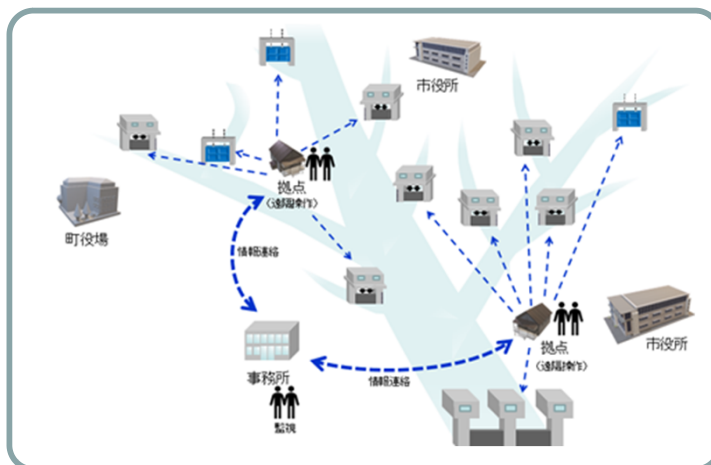 市役所
拠点
（遠隔操作）
町役場
情報連絡
拠点
（遠隔操作）
市役所
事務所
情報連絡
監視